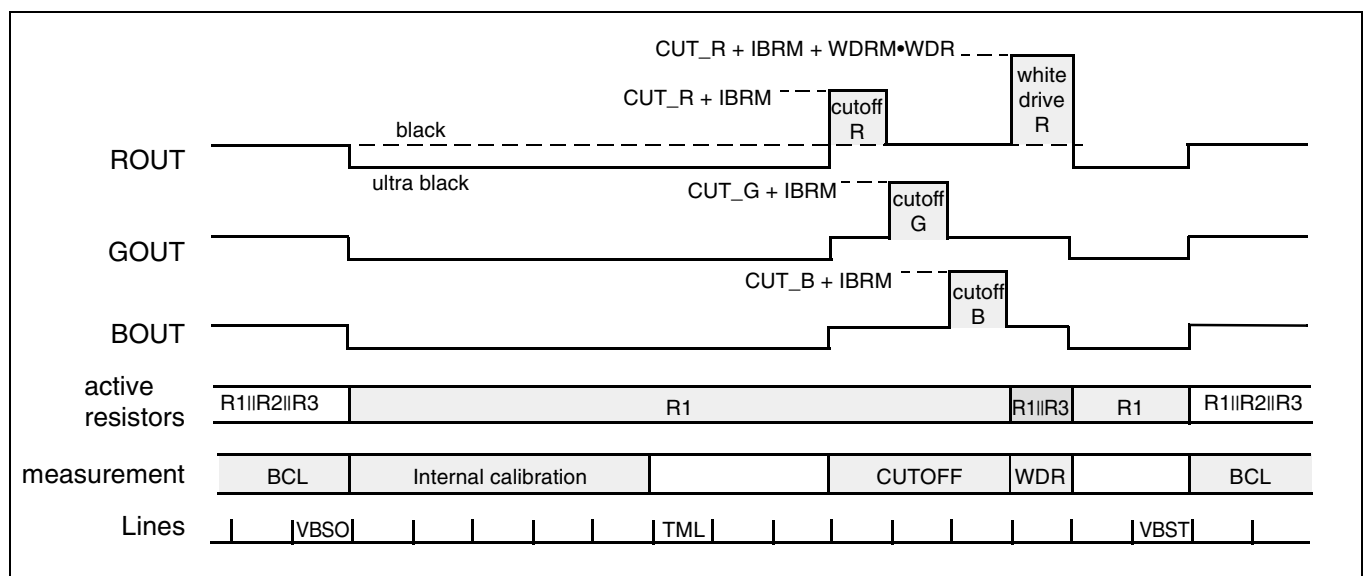 CUT_R + IBRM + WDRM•WDR
white
drive
R
CUT_R + IBRM
cutoff
R
black
ROUT
ultra black
CUT_G + IBRM
cutoff
G
GOUT
CUT_B + IBRM
cutoff
B
BOUT
active
resistors
R1||R2||R3
R1
R1||R3
R1
R1||R2||R3
measurement
BCL
Internal calibration
CUTOFF
WDR
BCL
Lines
VBSO
TML
VBST